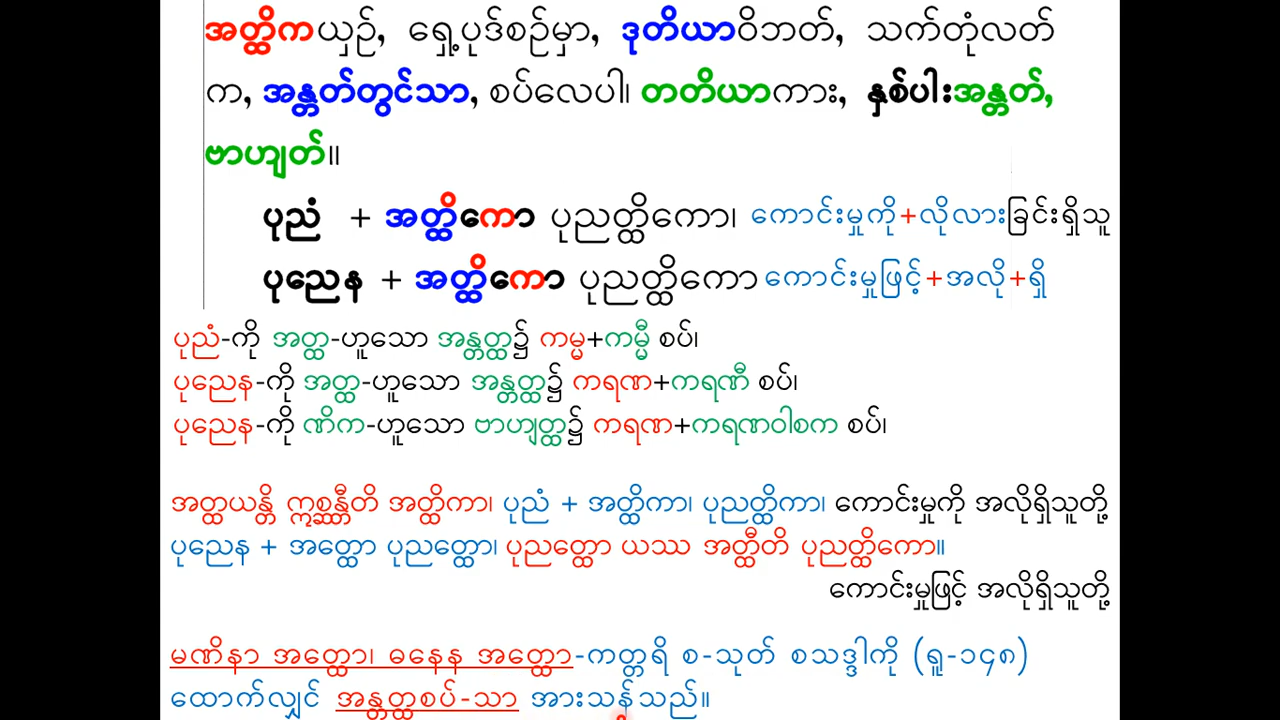 အတ္ထိကယှဉ်, ရှေ့ပုဒ်စဉ်မှာ, ဒုတိယာဝိဘတ်, သက်တုံလတ်
က, အန္တတ်တွင်သာ, စပ်လေပါ၊ တတိယာကား, နှစ်ပါးအန္တတ်,
ဗာဟျတ်။
ပုညံ + အတ္ထိကော ပုညတ္ထိကော၊ ကောင်းမှုကို+လိုလားခြင်းရှိသူ
ပုညေန + အတ္ထိကော ပုညတ္ထိကော ကောင်းမှုဖြင့်+အလို+ရှိ
ပုညံ-ကို အတ္ထ-ဟူသော အန္တတ္ထ၌ ကမ္မ+ကမ္မီ စပ်၊
ပုညေန-ကို အတ္ထ-ဟူသော အန္တတ္ထ၌ ကရဏ+ကရဏီ စပ်၊
ပုညေန-ကို ဏိက-ဟူသော ဗာဟျတ္ထ၌ ကရဏ+ကရဏဝါစက စပ်၊
အတ္ထယန္တိ ဣစ္ဆန္တီတိ အတ္ထိကာ၊ ပုညံ + အတ္ထိကာ၊ ပုညတ္ထိကာ၊ ကောင်းမှုကို အလိုရှိသူတို့
ပုညေန + အတ္ထော ပုညတ္ထော၊ ပုညတ္ထော ယဿ အတ္ထီတိ ပုညတ္ထိကော။
ကောင်းမှုဖြင့် အလိုရှိသူတို့
မဏိနာ အတ္ထော၊ ဓနေန အတ္ထော-ကတ္တရိ စ-သုတ် စသဒ္ဒါကို (ရူ-၁၄၈)
ထောက်လျှင် အန္တတ္ထစပ်-သာ အားသန်သည်။